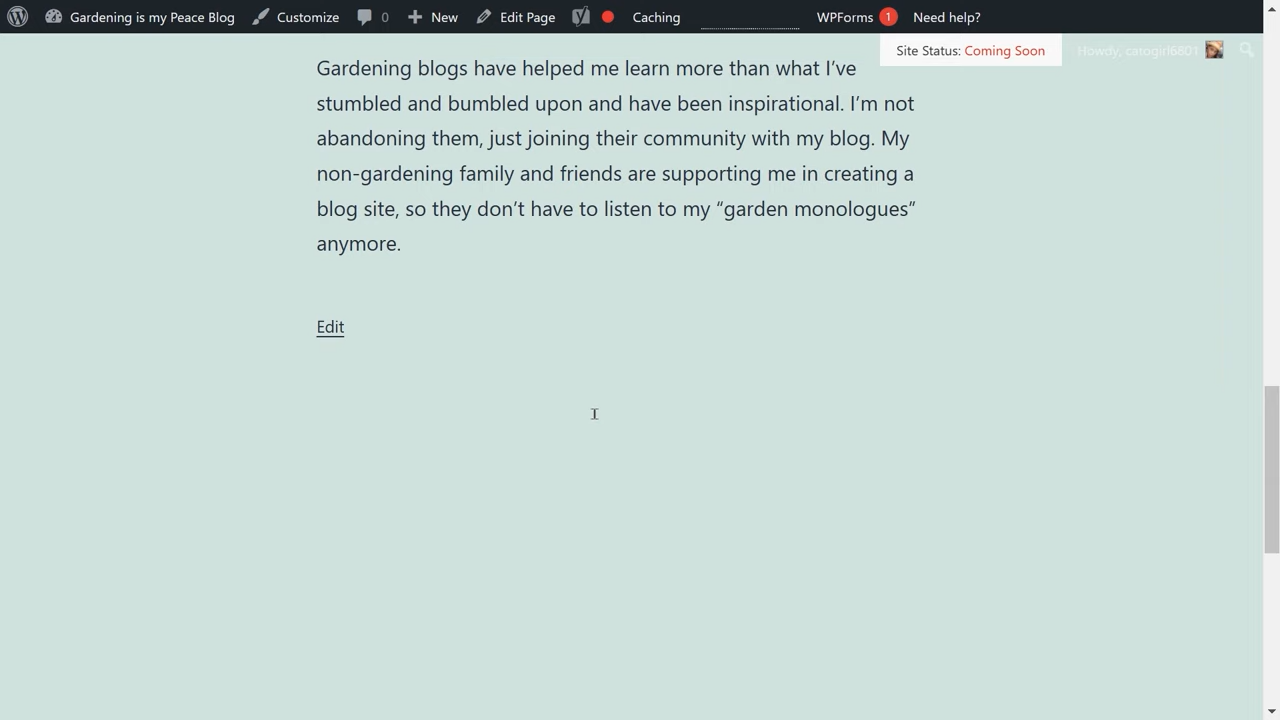 Gardening is my Peace Blog Customize 0 New Edit Page Caching WPForms 1 Need help?
Site Status: Coming Soon Howdy, catogirl6801
Gardening blogs have helped me learn more than what I’ve
stumbled and bumbled upon and have been inspirational. I’m not
abandoning them, just joining their community with my blog. My
non-gardening family and friends are supporting me in creating a
blog site, so they don’t have to listen to my “garden monologues”
anymore.
Edit